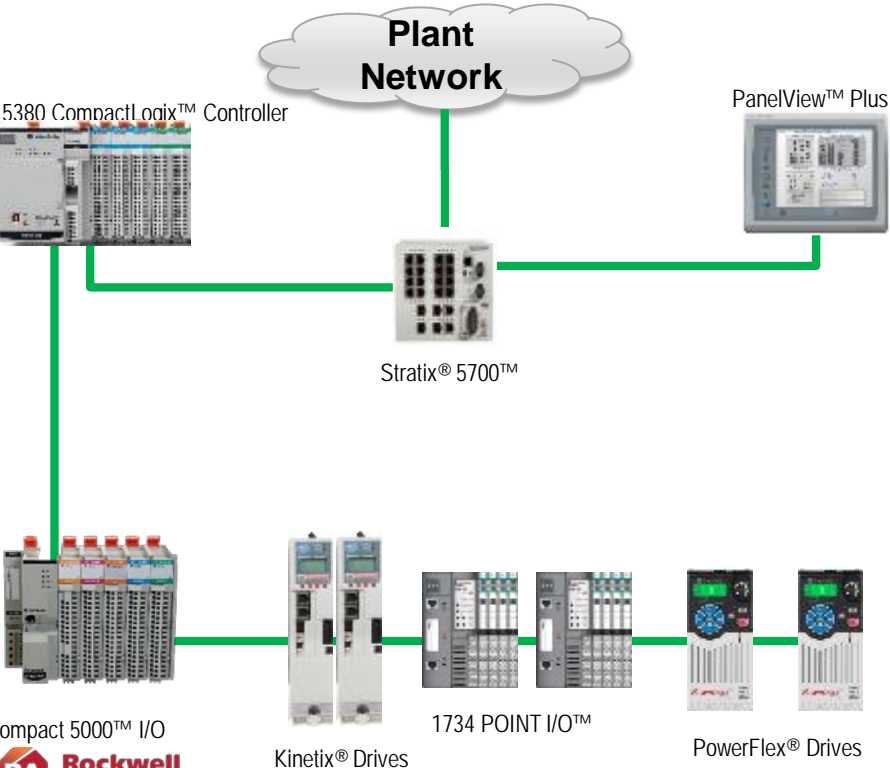 Plant
Network
5380 CompactLogix™ Controller
PanelView™ Plus
Stratix® 5700™
ompact 5000™ I/O
1734 POINT I/O™
Kinetix® Drives
PowerFlex® Drives
Rockwell